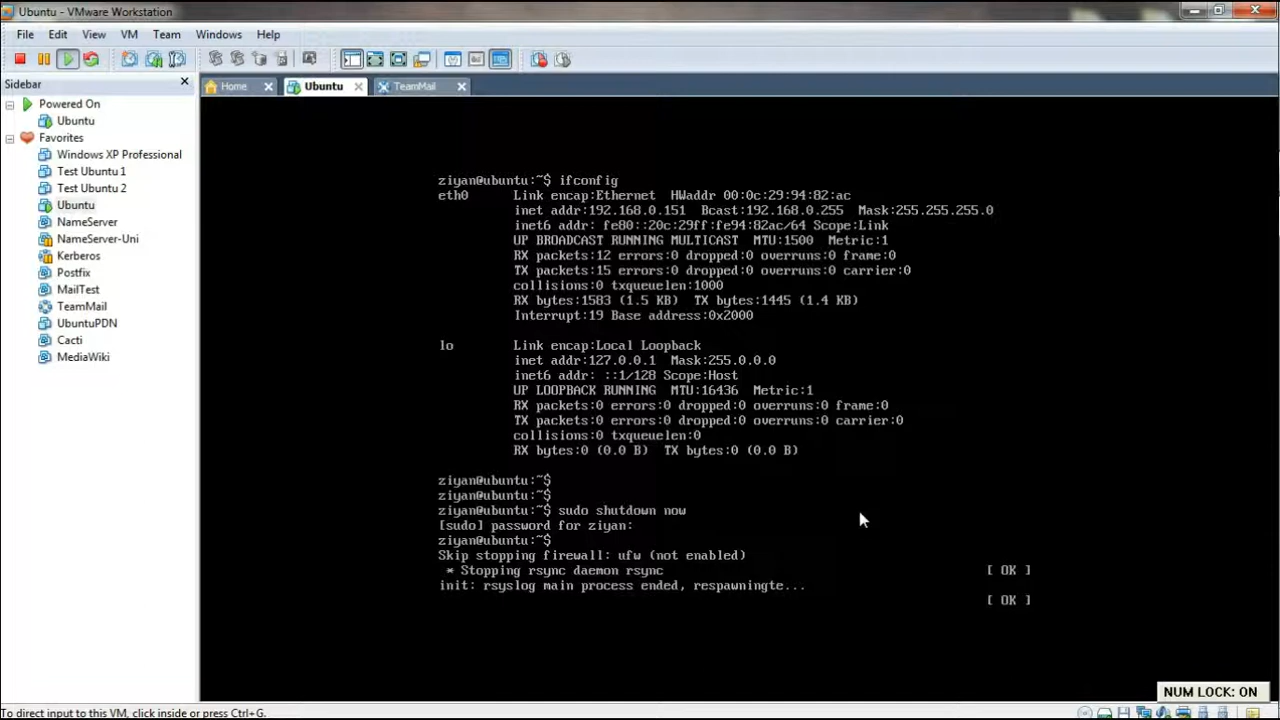 Ubuntu - VMware Workstation
File Edit View VM Team Windows Help
Sidebar
Home
Ubuntu
TeamMail
Powered On
Ubuntu
Favorites
Windows XP Professional
Test Ubuntu 1
Test Ubuntu 2
Ubuntu
NameServer
NameServer-Uni
Kerberos
Postfix
MailTest
TeamMail
UbuntuPDN
Cacti
MediaWiki
ziyan@ubuntu:~$ ifconfig
eth0 Link encap:Ethernet HWaddr 00:0c:29:94:82:ac
inet addr:192.168.0.151 Bcast:192.168.0.255 Mask:255.255.255.0
inet6 addr: fe80::20c:29ff:fe94:82ac/64 Scope:Link
UP BROADCAST RUNNING MULTICAST MTU:1500 Metric:1
RX packets:12 errors:0 dropped:0 overruns:0 frame:0
TX packets:15 errors:0 dropped:0 overruns:0 carrier:0
collisions:0 txqueuelen:1000
RX bytes:1583 (1.5 KB) TX bytes:1445 (1.4 KB)
Interrupt:19 Base address:0x2000
lo Link encap:Local Loopback
inet addr:127.0.0.1 Mask:255.0.0.0
inet6 addr: ::1/128 Scope:Host
UP LOOPBACK RUNNING MTU:16436 Metric:1
RX packets:0 errors:0 dropped:0 overruns:0 frame:0
TX packets:0 errors:0 dropped:0 overruns:0 carrier:0
collisions:0 txqueuelen:0
RX bytes:0 (0.0 B) TX bytes:0 (0.0 B)
ziyan@ubuntu:~$
ziyan@ubuntu:~$
ziyan@ubuntu:~$ sudo shutdown now
[sudo] password for ziyan:
ziyan@ubuntu:~$
Skip stopping firewall: ufw (not enabled)
* Stopping rsync daemon rsync [ OK ]
init: rsyslog main process ended, respawningte...
[ OK ]
NUM LOCK: ON
To direct input to this VM, click inside or press Ctrl+G.